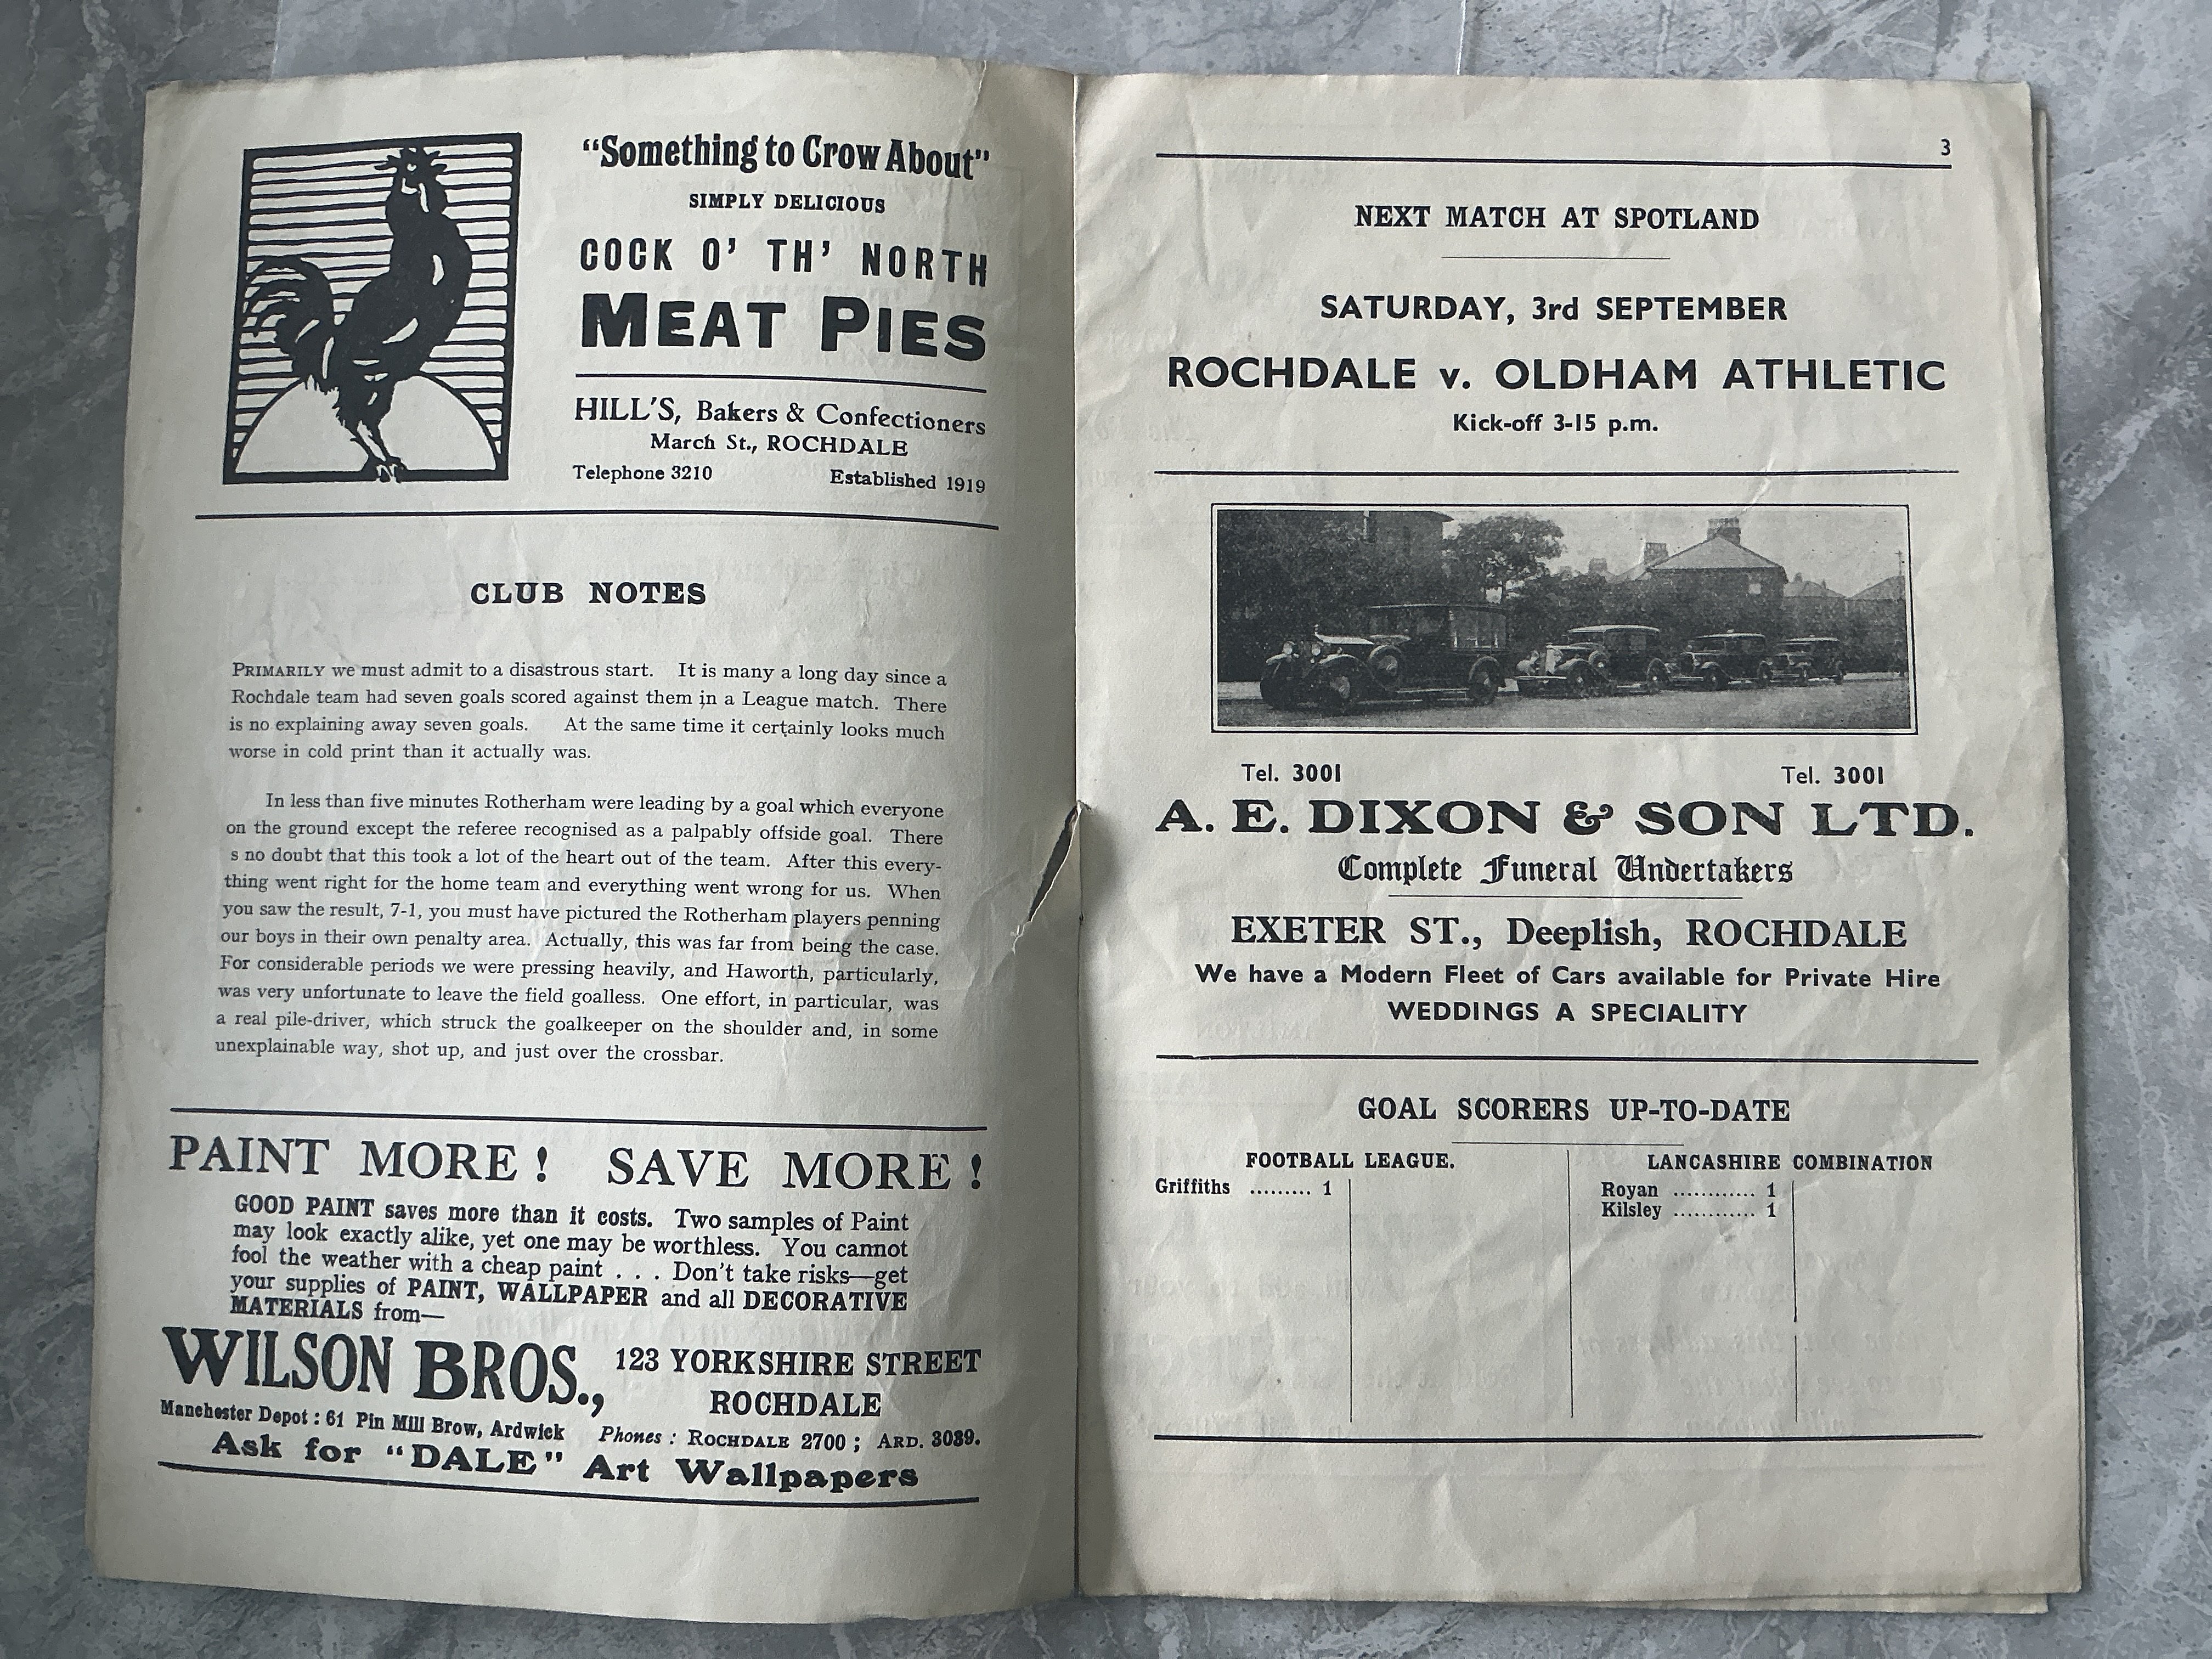 "Something to Crow About"
SIMPLY DELICIOUS
COCK O' TH' NORTH
MEAT PIES
HILL'S, Bakers & Confectioners
March St., ROCHDALE
Telephone 3210 Established 1919
CLUB NOTES
PRIMARILY we must admit to a disastrous start. It is many a long day since a
Rochdale team had seven goals scored against them in a League match. There
is no explaining away seven goals. At the same time it certainly looks much
worse in cold print than it actually was.
In less than five minutes Rotherham were leading by a goal which everyone
on the ground except the referee recognised as a palpably offside goal. There
s no doubt that this took a lot of the heart out of the team. After this every-
thing went right for the home team and everything went wrong for us. When
you saw the result, 7-1, you must have pictured the Rotherham players penning
our boys in their own penalty area. Actually, this was far from being the case.
For considerable periods we were pressing heavily, and Haworth, particularly,
was very unfortunate to leave the field goalless. One effort, in particular, was
a real pile-driver, which struck the goalkeeper on the shoulder and, in some
unexplainable way, shot up, and just over the crossbar.
PAINT MORE! SAVE MORE!
GOOD PAINT saves more than it costs. Two samples of Paint
may look exactly alike, yet one may be worthless. You cannot
fool the weather with a cheap paint . . . Don't take risks—get
your supplies of PAINT, WALLPAPER and all DECORATIVE
MATERIALS from—
WILSON BROS., 123 YORKSHIRE STREET
ROCHDALE
Manchester Depot : 61 Pin Mill Brow, Ardwick Phones : ROCHDALE 2700 ; ARD. 3039.
Ask for "DALE" Art Wallpapers
3
NEXT MATCH AT SPOTLAND
SATURDAY, 3rd SEPTEMBER
ROCHDALE v. OLDHAM ATHLETIC
Kick-off 3-15 p.m.
Tel. 3001 Tel. 3001
A. E. DIXON & SON LTD.
Complete Funeral Undertakers
EXETER ST., Deeplish, ROCHDALE
We have a Modern Fleet of Cars available for Private Hire
WEDDINGS A SPECIALITY
GOAL SCORERS UP-TO-DATE
FOOTBALL LEAGUE. LANCASHIRE COMBINATION
Griffiths ......... 1
Royan ............ 1
Kilsley ............ 1